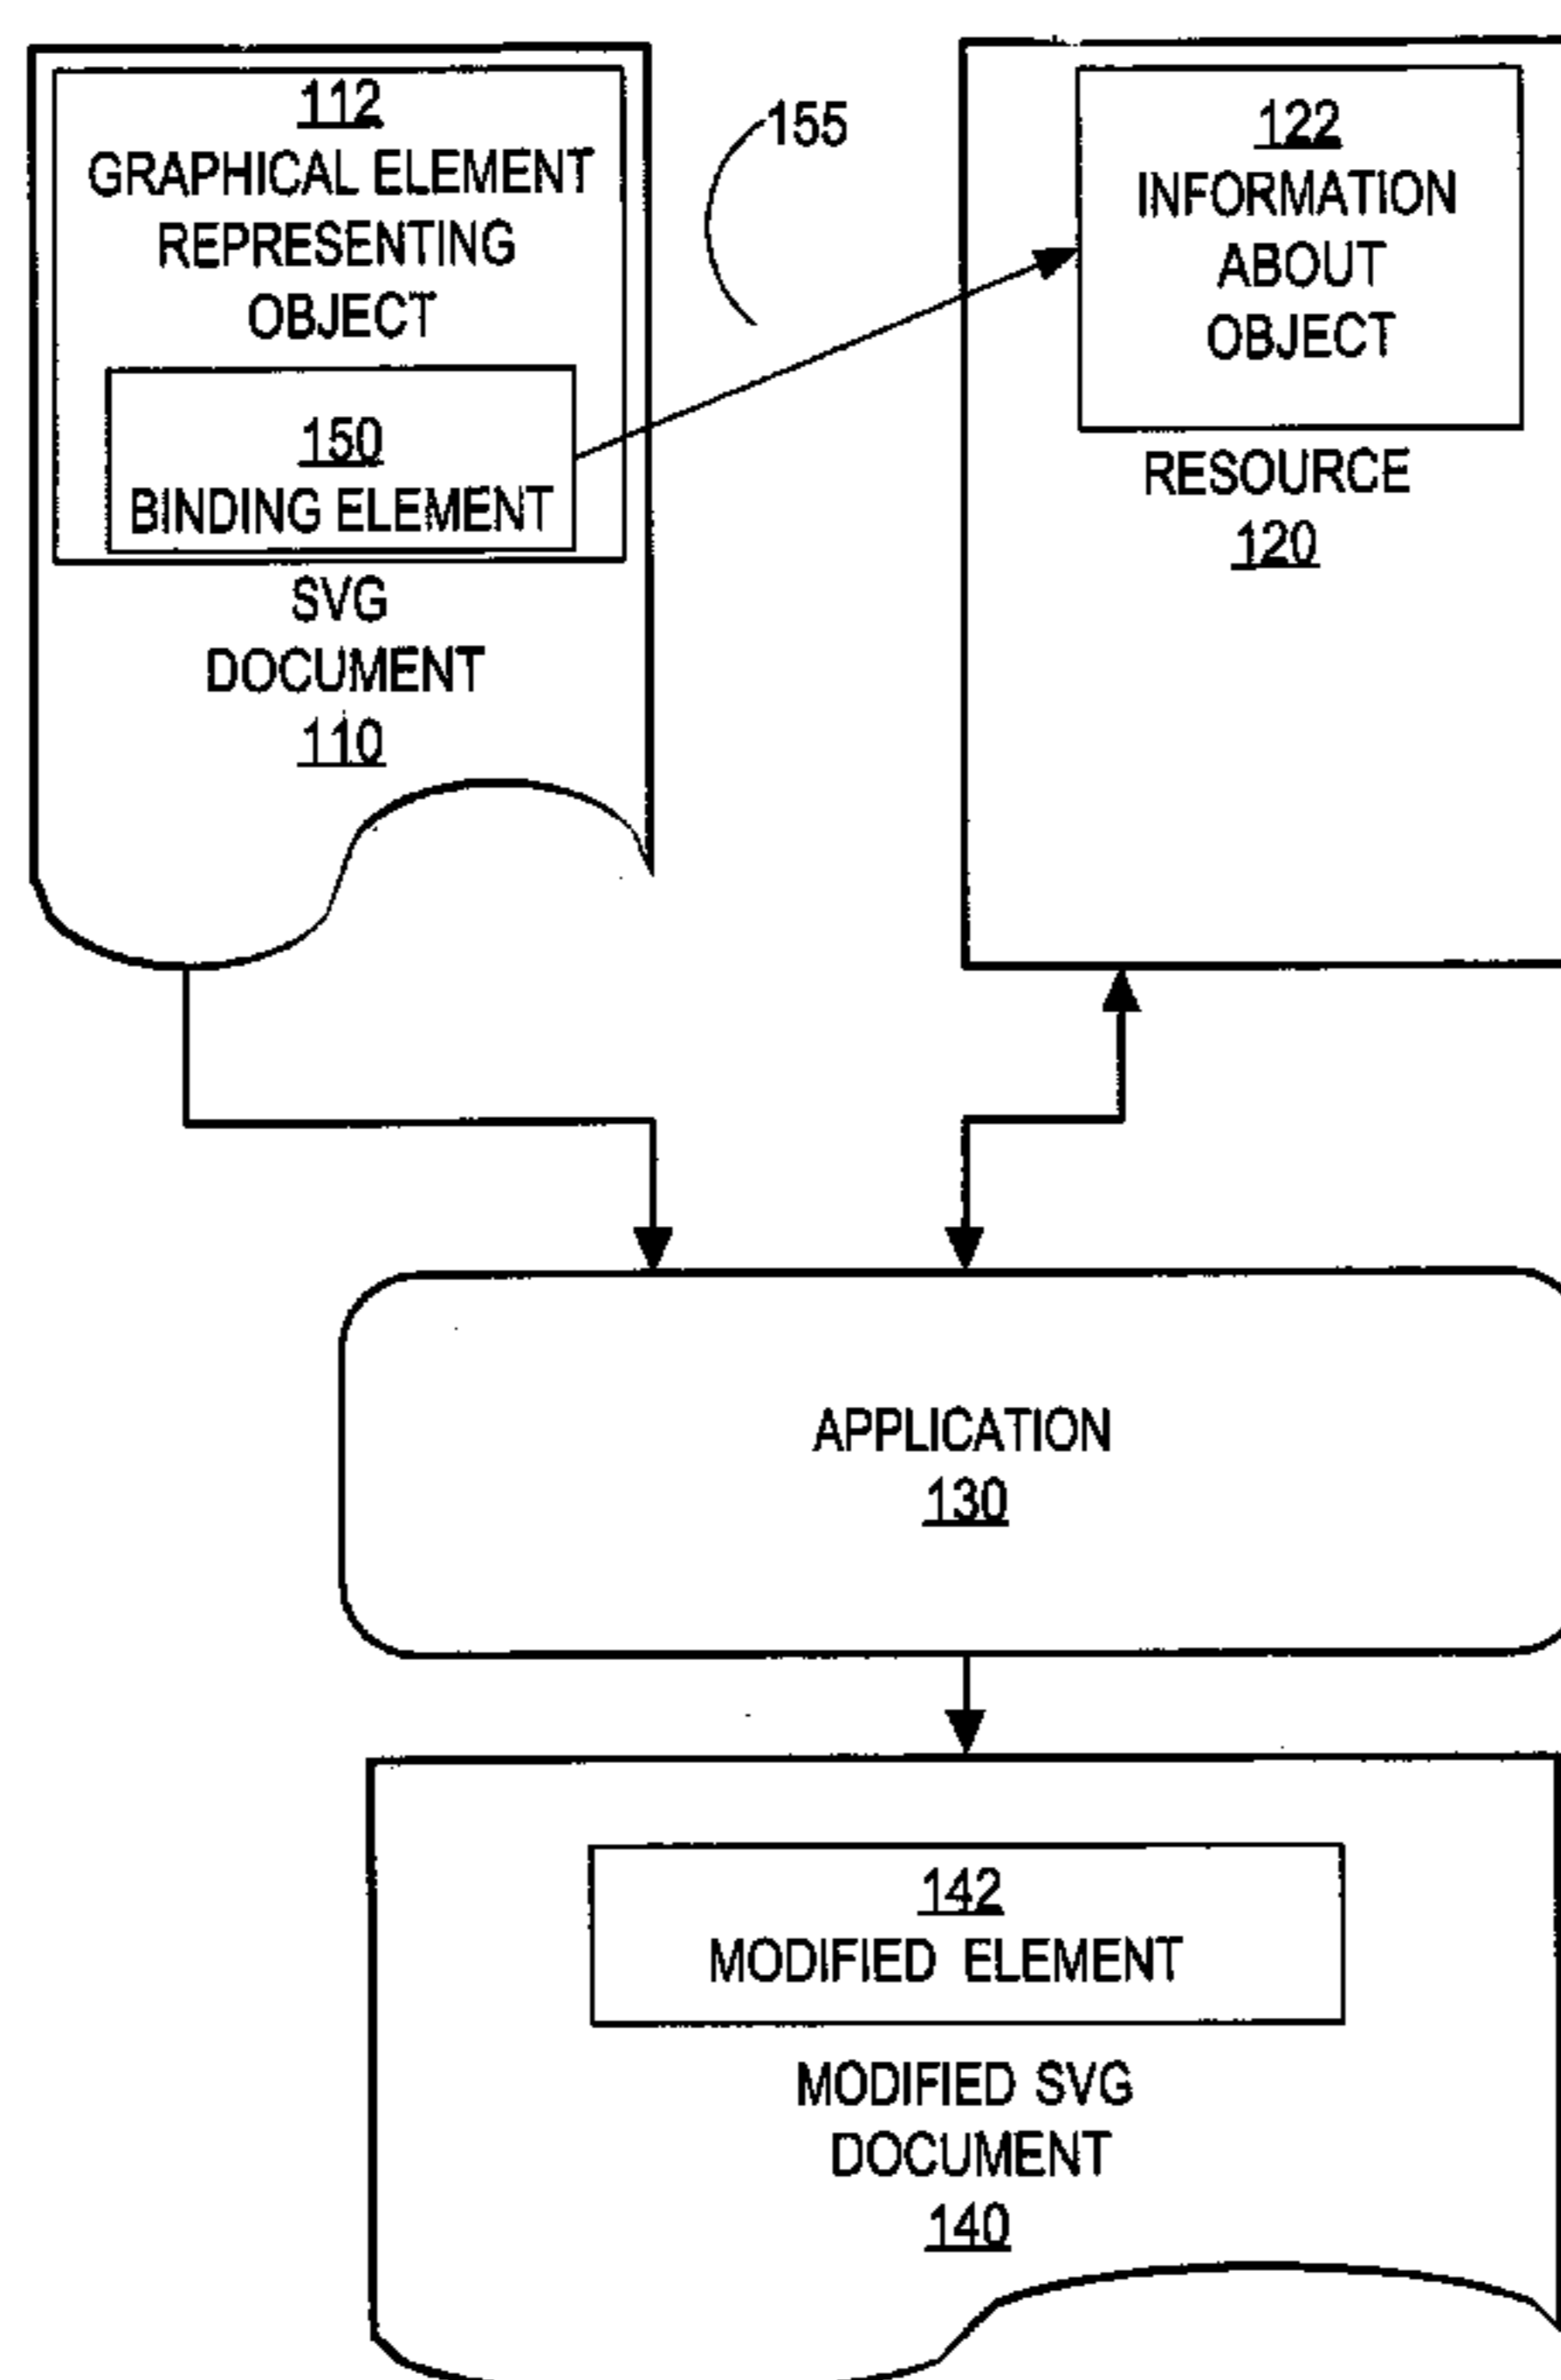 112
GRAPHICAL ELEMENT
REPRESENTING
OBJECT
150
BINDING ELEMENT
SVG
DOCUMENT
110
155
122
INFORMATION
ABOUT
OBJECT
RESOURCE
120
APPLICATION
130
142
MODIFIED ELEMENT
MODIFIED SVG
DOCUMENT
140